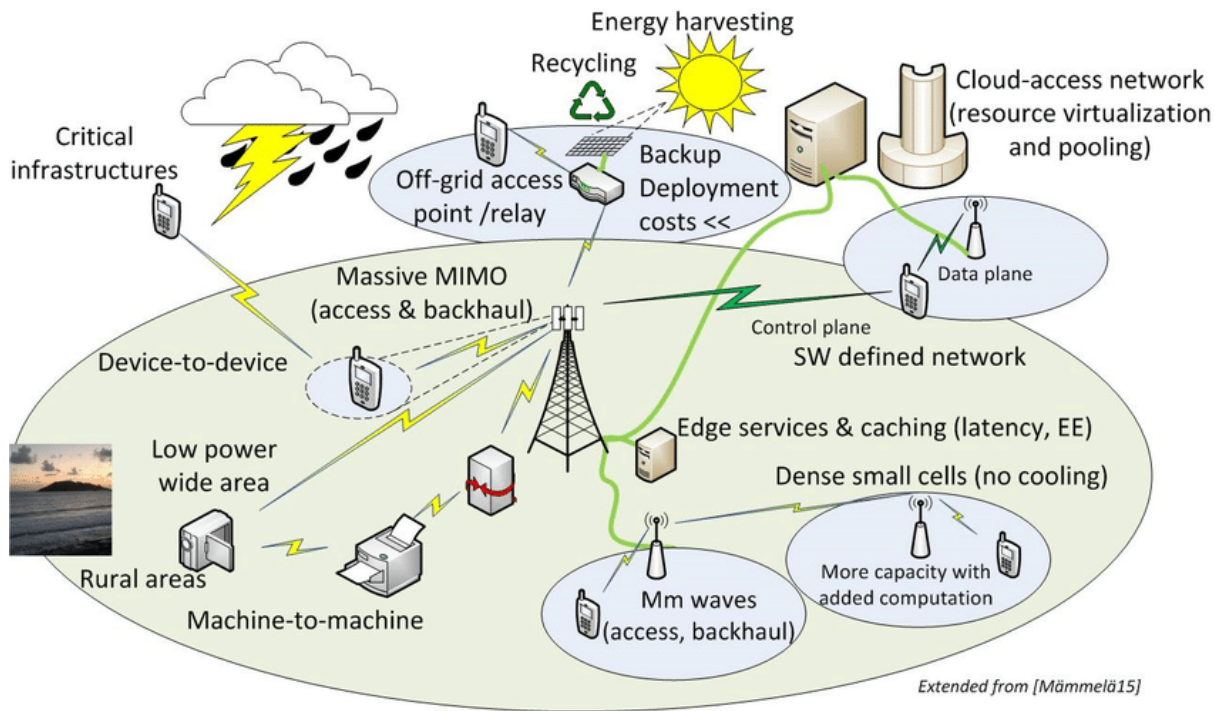 Energy harvesting
Recycling
Cloud-access network
(resource virtualization
and pooling)
Critical
infrastructures
Off-grid access
point /relay
Backup
Deployment
costs <<
Data plane
Massive MIMO
(access & backhaul)
Control plane
SW defined network
Device-to-device
Edge services & caching (latency, EE)
Low power
wide area
Dense small cells (no cooling)
Rural areas
Machine-to-machine
Mm waves
(access, backhaul)
More capacity with
added computation
Extended from [Mämmelä15]